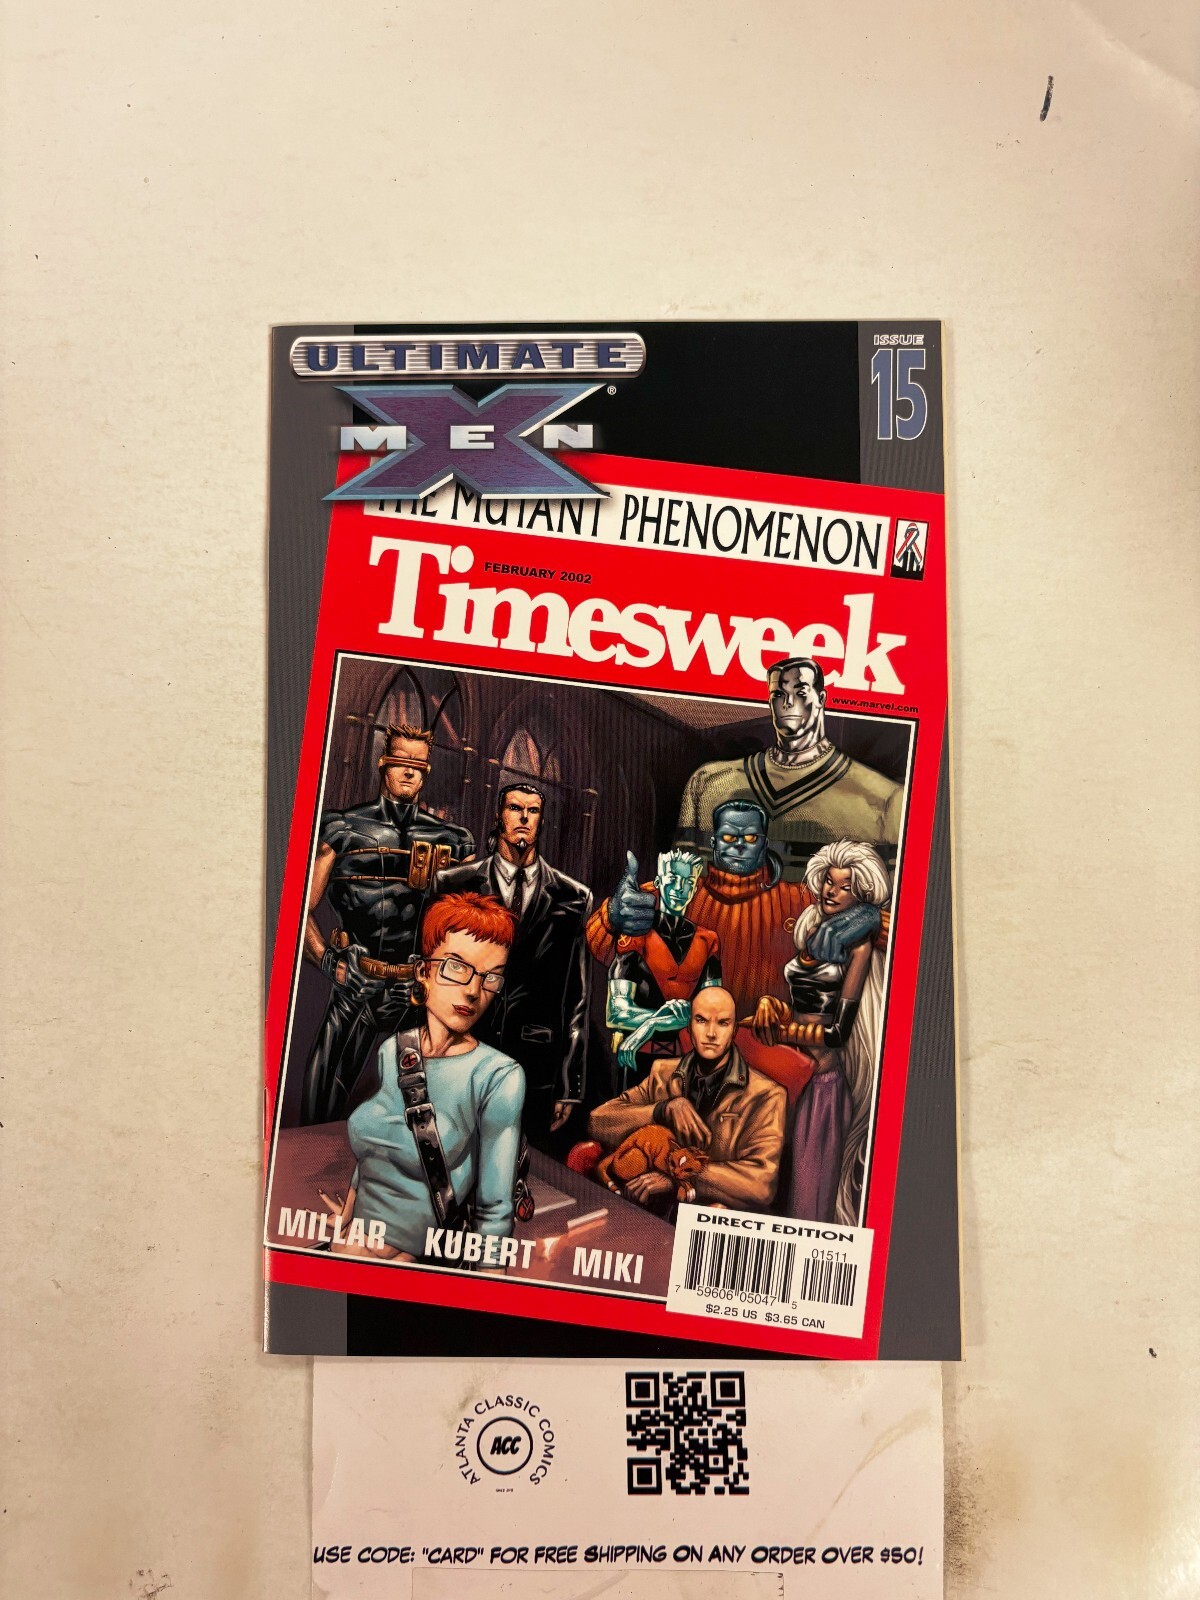 ULTIMATE
X
MEN
®
ISSUE
15
THE MUTANT PHENOMENON
FEBRUARY 2002
Timesweek
www.marvel.com
MILLAR KUBERT MIKI
DIRECT EDITION
01511
7 59606 05047 5
$2.25 US $3.65 CAN
ATLANTA CLASSIC COMICS
ACC
USE CODE: "CARD" FOR FREE SHIPPING ON ANY ORDER OVER $50!